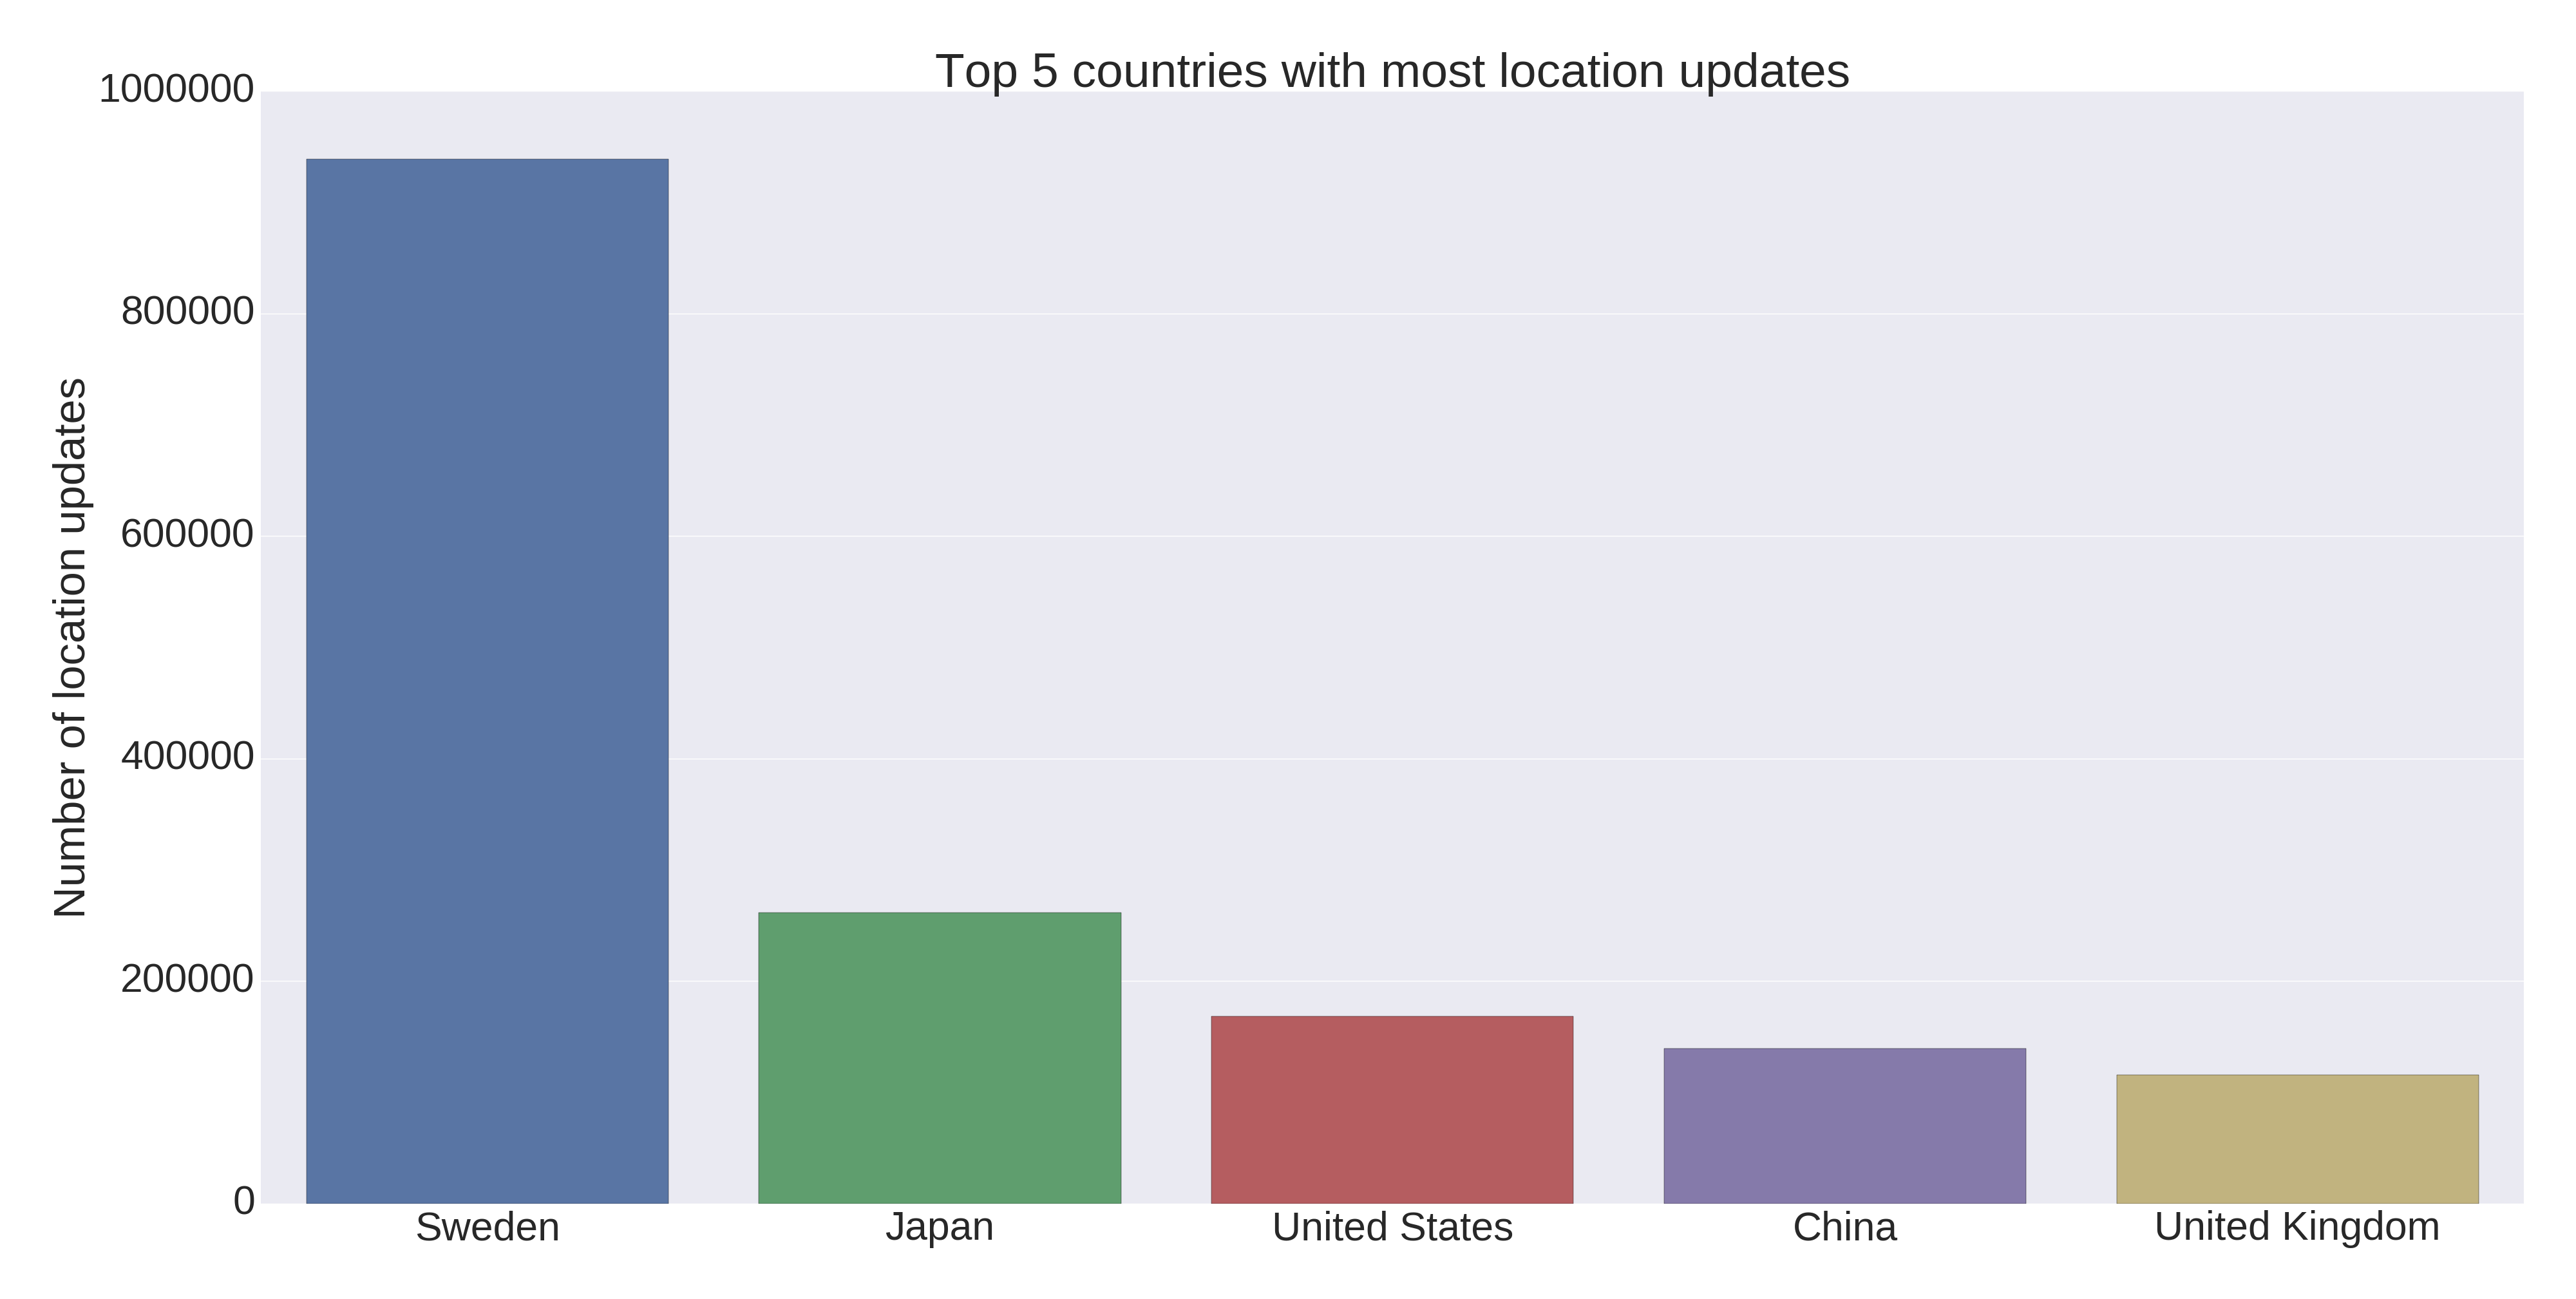 Top 5 countries with most location updates
Number of location updates
1000000
800000
600000
400000
200000
0
Sweden
Japan
United States
China
United Kingdom